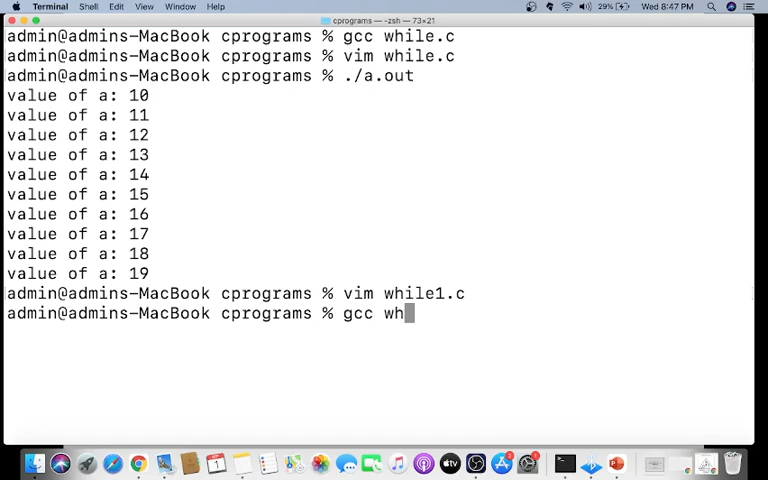 Terminal Shell Edit View Window Help 29% Wed 8:47 PM
cprograms — -zsh — 73×21
admin@admins-MacBook cprograms % gcc while.c
admin@admins-MacBook cprograms % vim while.c
admin@admins-MacBook cprograms % ./a.out
value of a: 10
value of a: 11
value of a: 12
value of a: 13
value of a: 14
value of a: 15
value of a: 16
value of a: 17
value of a: 18
value of a: 19
admin@admins-MacBook cprograms % vim while1.c
admin@admins-MacBook cprograms % gcc wh